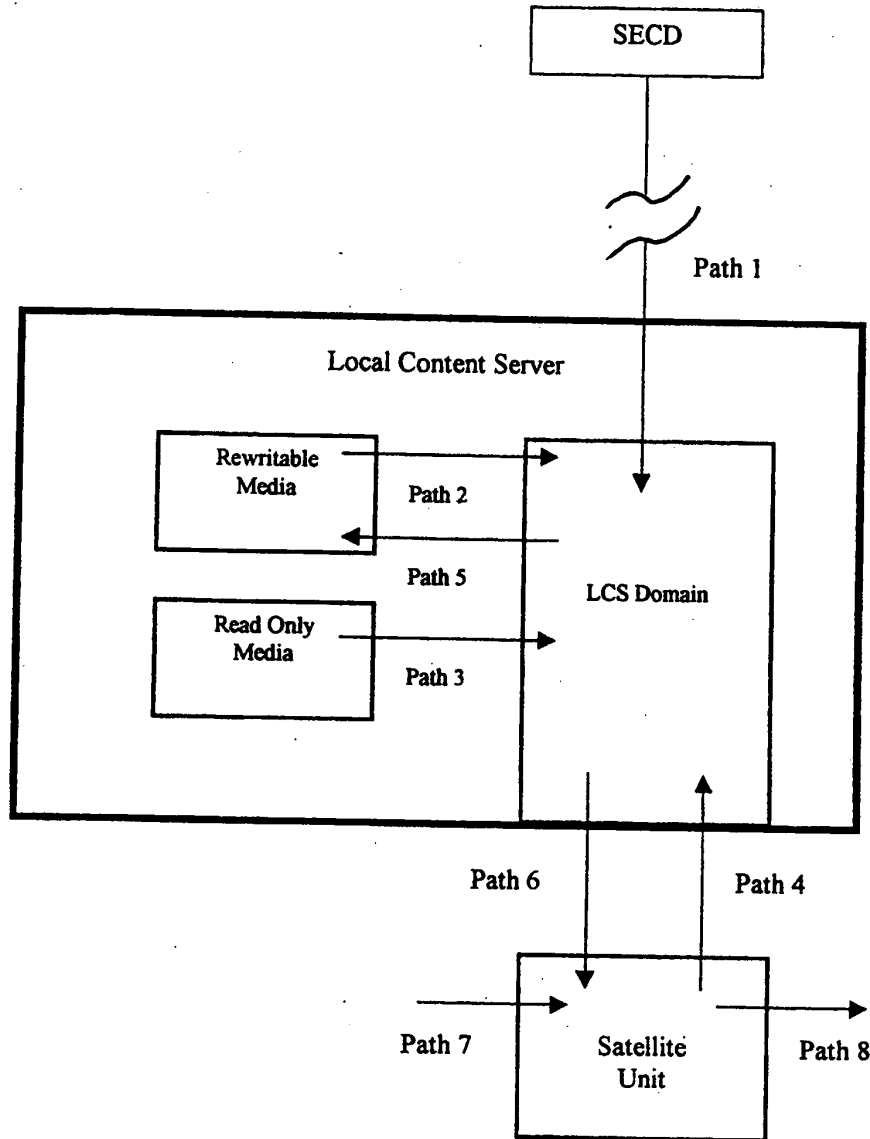 SECD
Path 1
Local Content Server
Rewritable
Media
Path 2
Path 5
LCS Domain
Read Only
Media
Path 3
Path 6
Path 4
Path 7
Satellite
Unit
Path 8